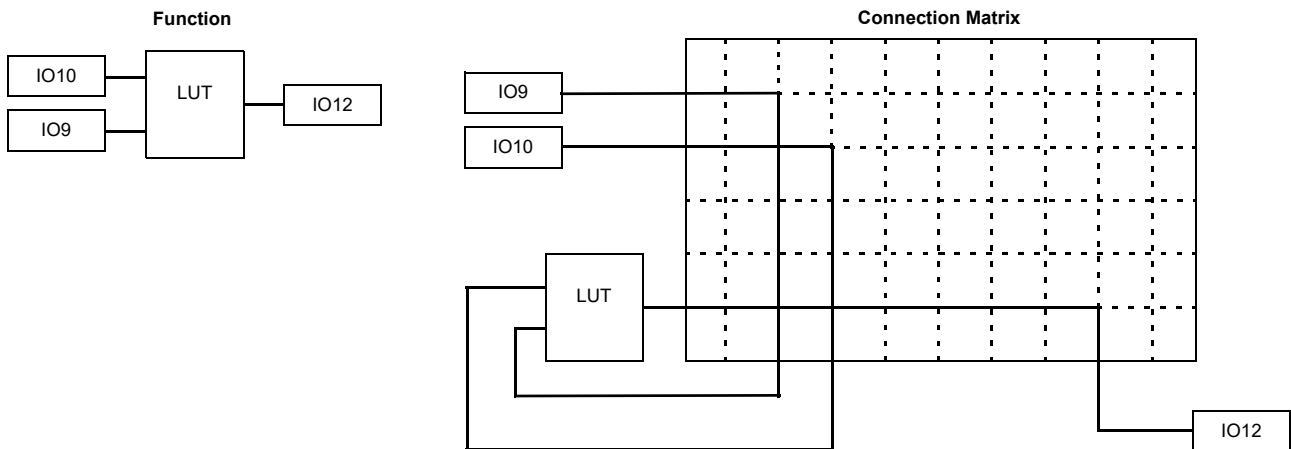 Function
IO10
IO9
LUT
IO12
Connection Matrix
IO9
IO10
LUT
IO12